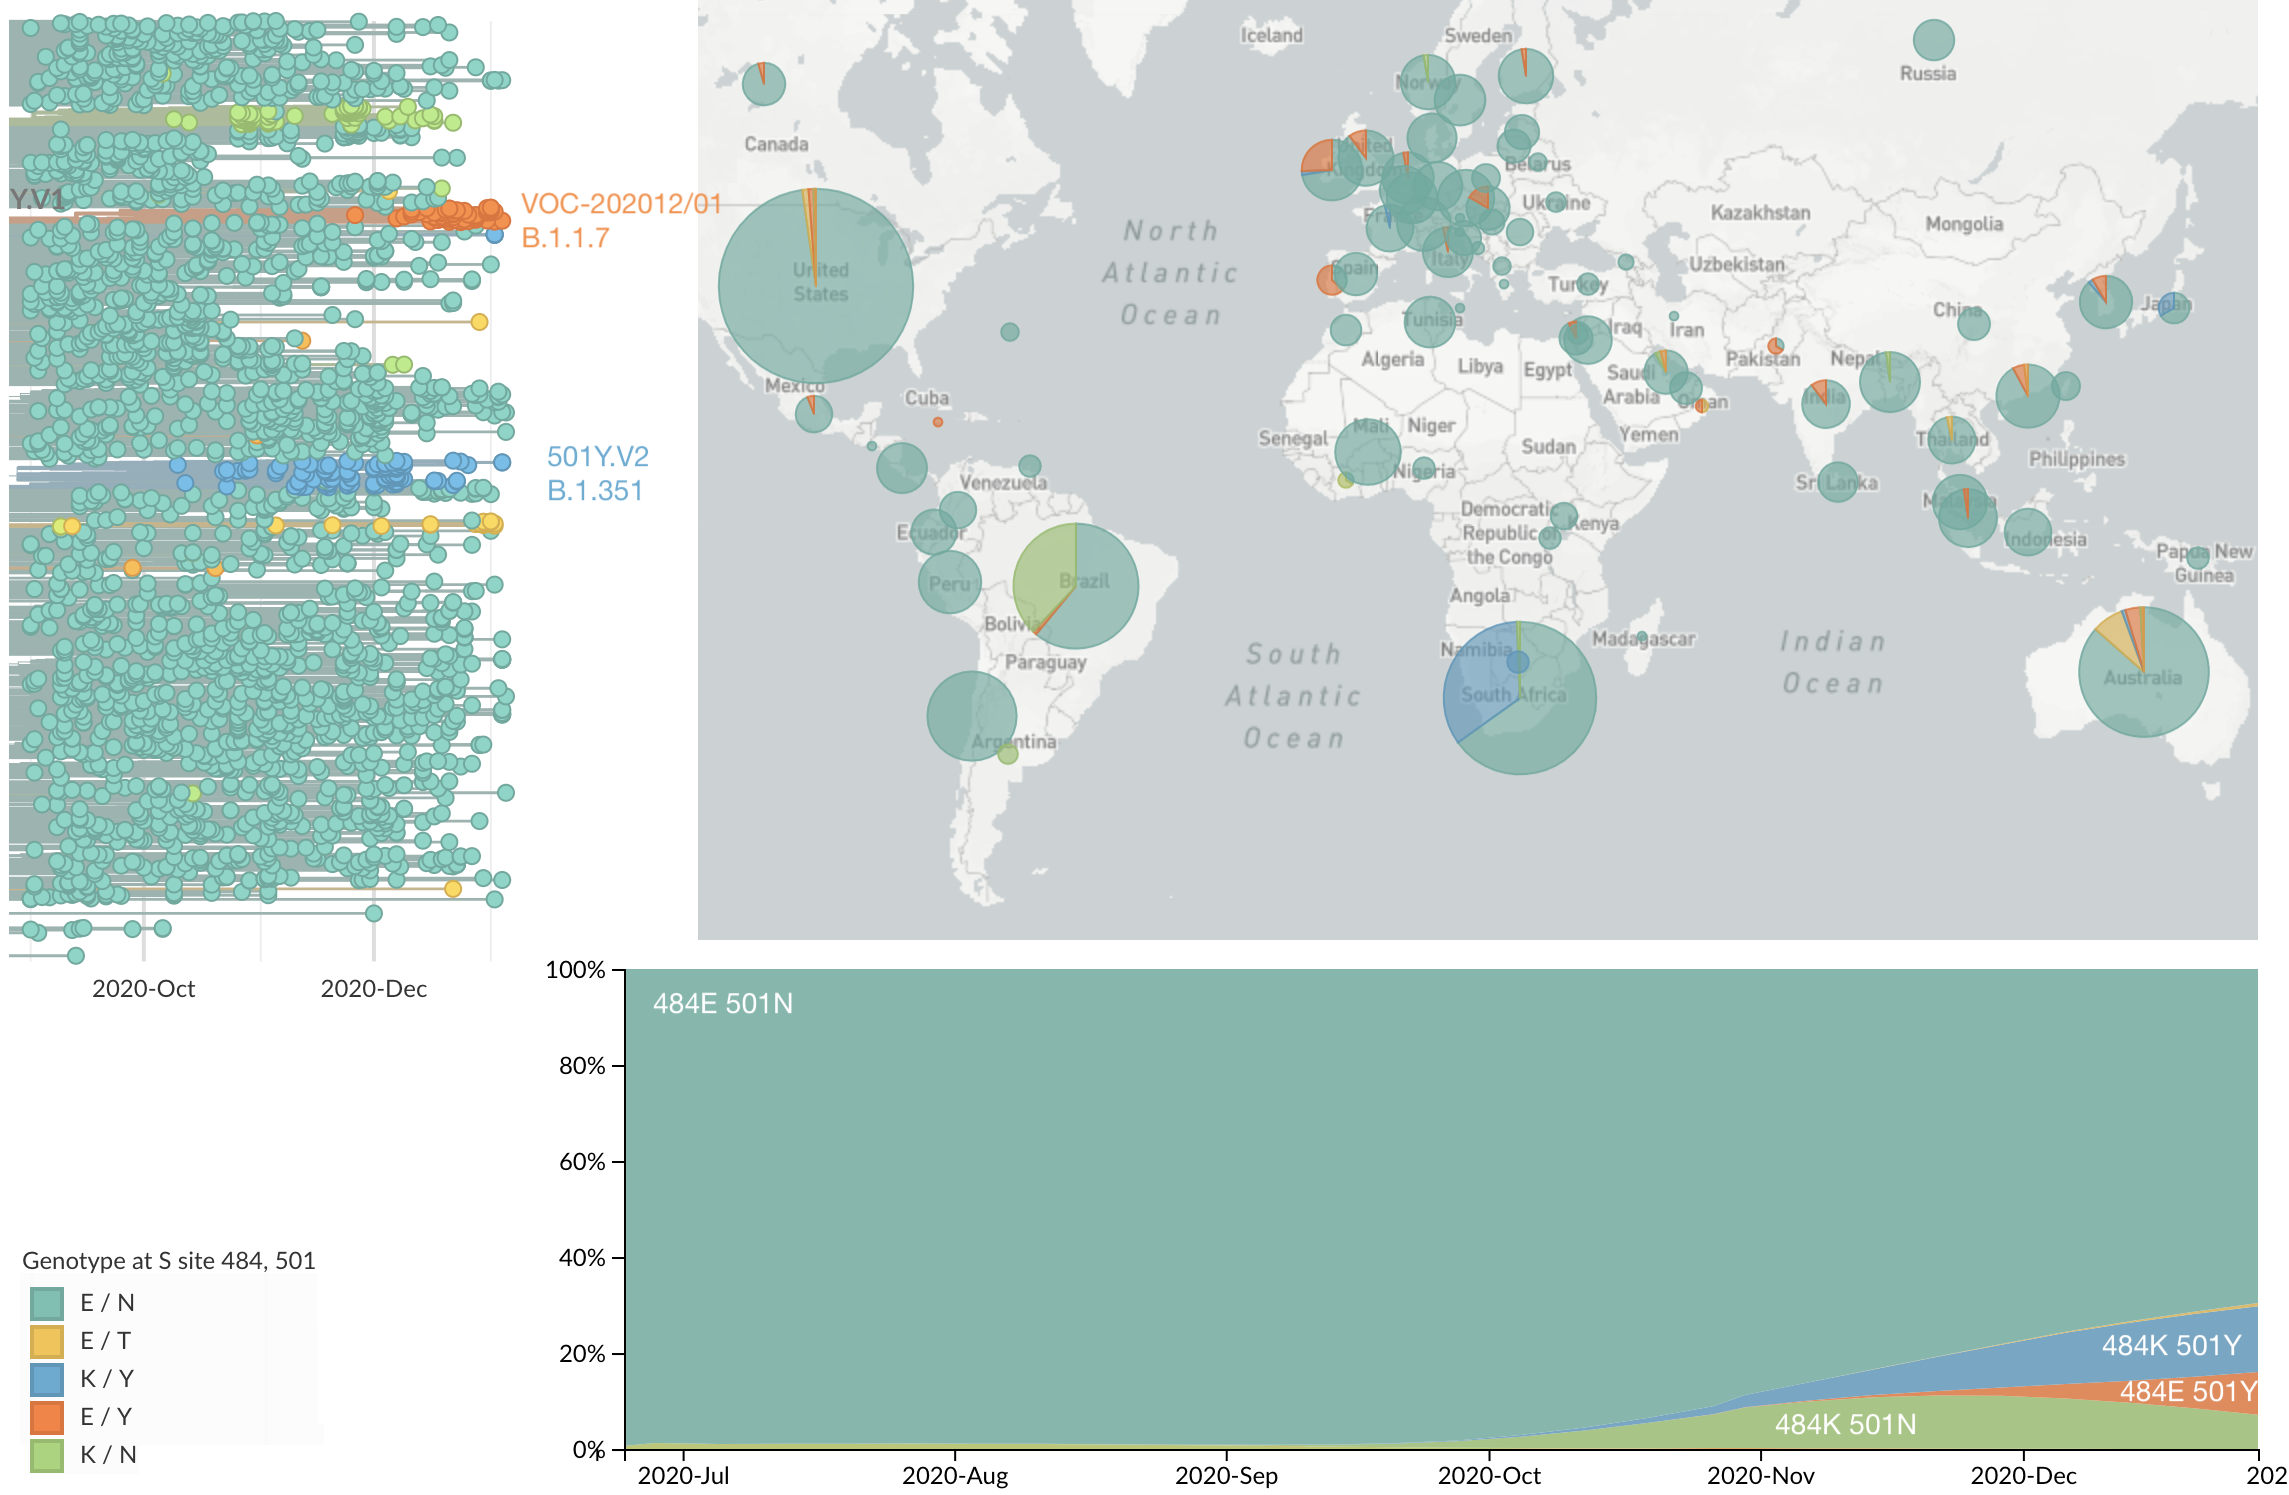 Y.V1
VOC-202012/01
B.1.1.7
501Y.V2
B.1.351
2020-Oct
2020-Dec
Iceland
Sweden
Norway
Russia
Canada
United
Kingdom
Belarus
Ukraine
Kazakhstan
Mongolia
North
Atlantic
Ocean
United
States
Spain
Italy
Uzbekistan
Turkey
China
Japan
Tunisia
Iraq
Iran
Algeria
Libya
Egypt
Pakistan
Nepal
Saudi
Arabia
Oman
India
Mexico
Cuba
Mali
Niger
Senegal
Sudan
Yemen
Thailand
Philippines
Nigeria
Venezuela
Sri Lanka
Malaysia
Democratic
Republic of
the Congo
Kenya
Ecuador
Indonesia
Papua New
Guinea
Peru
Brazil
Angola
Bolivia
Paraguay
Namibia
Madagascar
South
Atlantic
Ocean
Indian
Ocean
South Africa
Australia
Argentina
100%
80%
60%
40%
20%
0%
484E 501N
484K 501Y
484E 501Y
484K 501N
2020-Jul
2020-Aug
2020-Sep
2020-Oct
2020-Nov
2020-Dec
202
Genotype at S site 484, 501
E / N
E / T
K / Y
E / Y
K / N